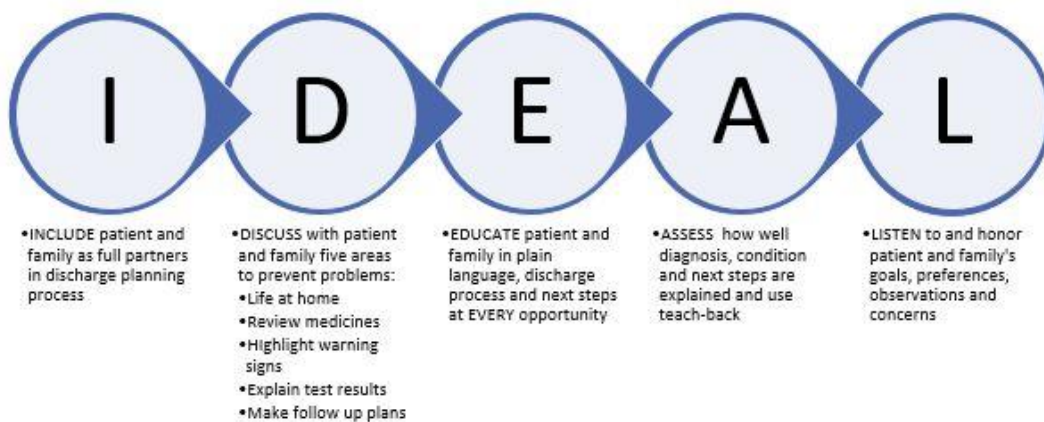 I
D
E
A
L
•INCLUDE patient and
family as full partners
in discharge planning
process
•DISCUSS with patient
and family five areas
to prevent problems:
•Life at home
•Review medicines
•Highlight warning
signs
•Explain test results
•Make follow up plans
•EDUCATE patient and
family in plain
language, discharge
process and next steps
at EVERY opportunity
•ASSESS how well
diagnosis, condition
and next steps are
explained and use
teach-back
•LISTEN to and honor
patient and family's
goals, preferences,
observations and
concerns